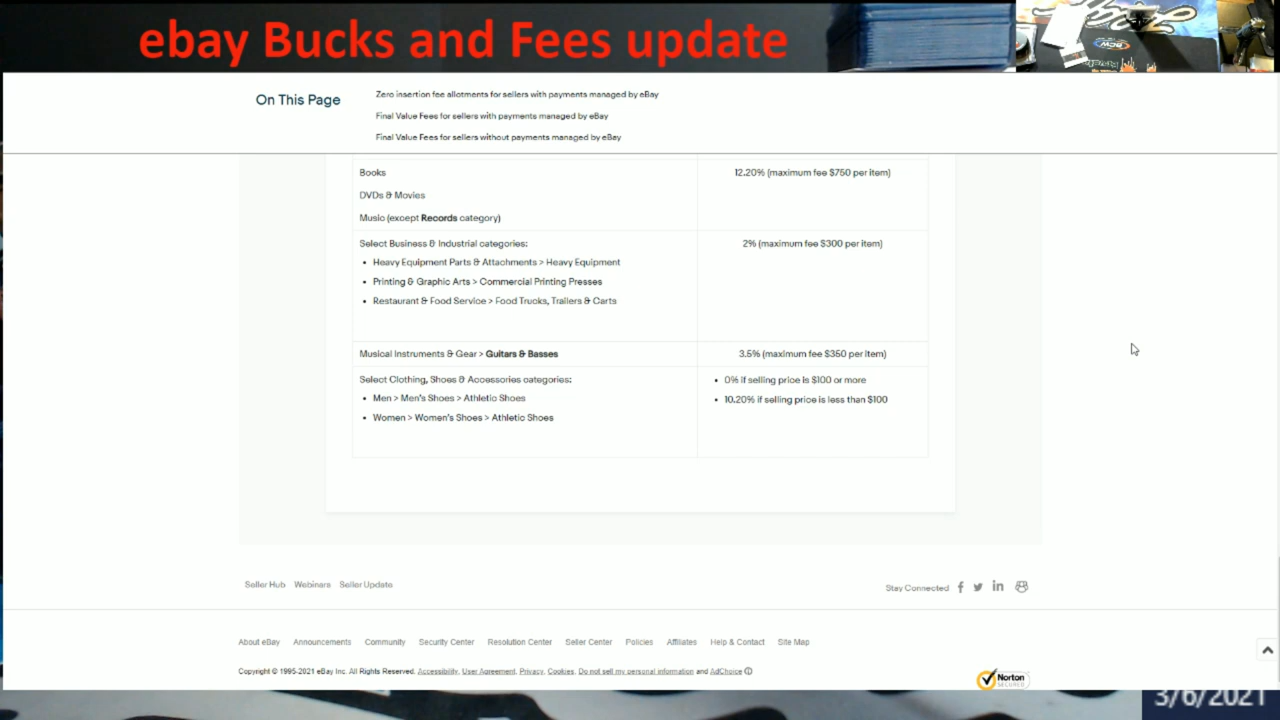 ebay Bucks and Fees update
BCW
On This Page
Zero insertion fee allotments for sellers with payments managed by eBay
Final Value Fees for sellers with payments managed by eBay
Final Value Fees for sellers without payments managed by eBay
Books
12.20% (maximum fee $750 per item)
DVDs & Movies
Music (except Records category)
Select Business & Industrial categories:
2% (maximum fee $300 per item)
• Heavy Equipment Parts & Attachments > Heavy Equipment
• Printing & Graphic Arts > Commercial Printing Presses
• Restaurant & Food Service > Food Trucks, Trailers & Carts
Musical Instruments & Gear > Guitars & Basses
3.5% (maximum fee $350 per item)
Select Clothing, Shoes & Accessories categories:
• 0% if selling price is $100 or more
• Men > Men's Shoes > Athletic Shoes
• 10.20% if selling price is less than $100
• Women > Women's Shoes > Athletic Shoes
Seller Hub Webinars Seller Update
Stay Connected
About eBay Announcements Community Security Center Resolution Center Seller Center Policies Affiliates Help & Contact Site Map
Copyright © 1995-2021 eBay Inc. All Rights Reserved. Accessibility, User Agreement, Privacy, Cookies, Do not sell my personal information and AdChoice
Norton
SECURED
3/6/2021